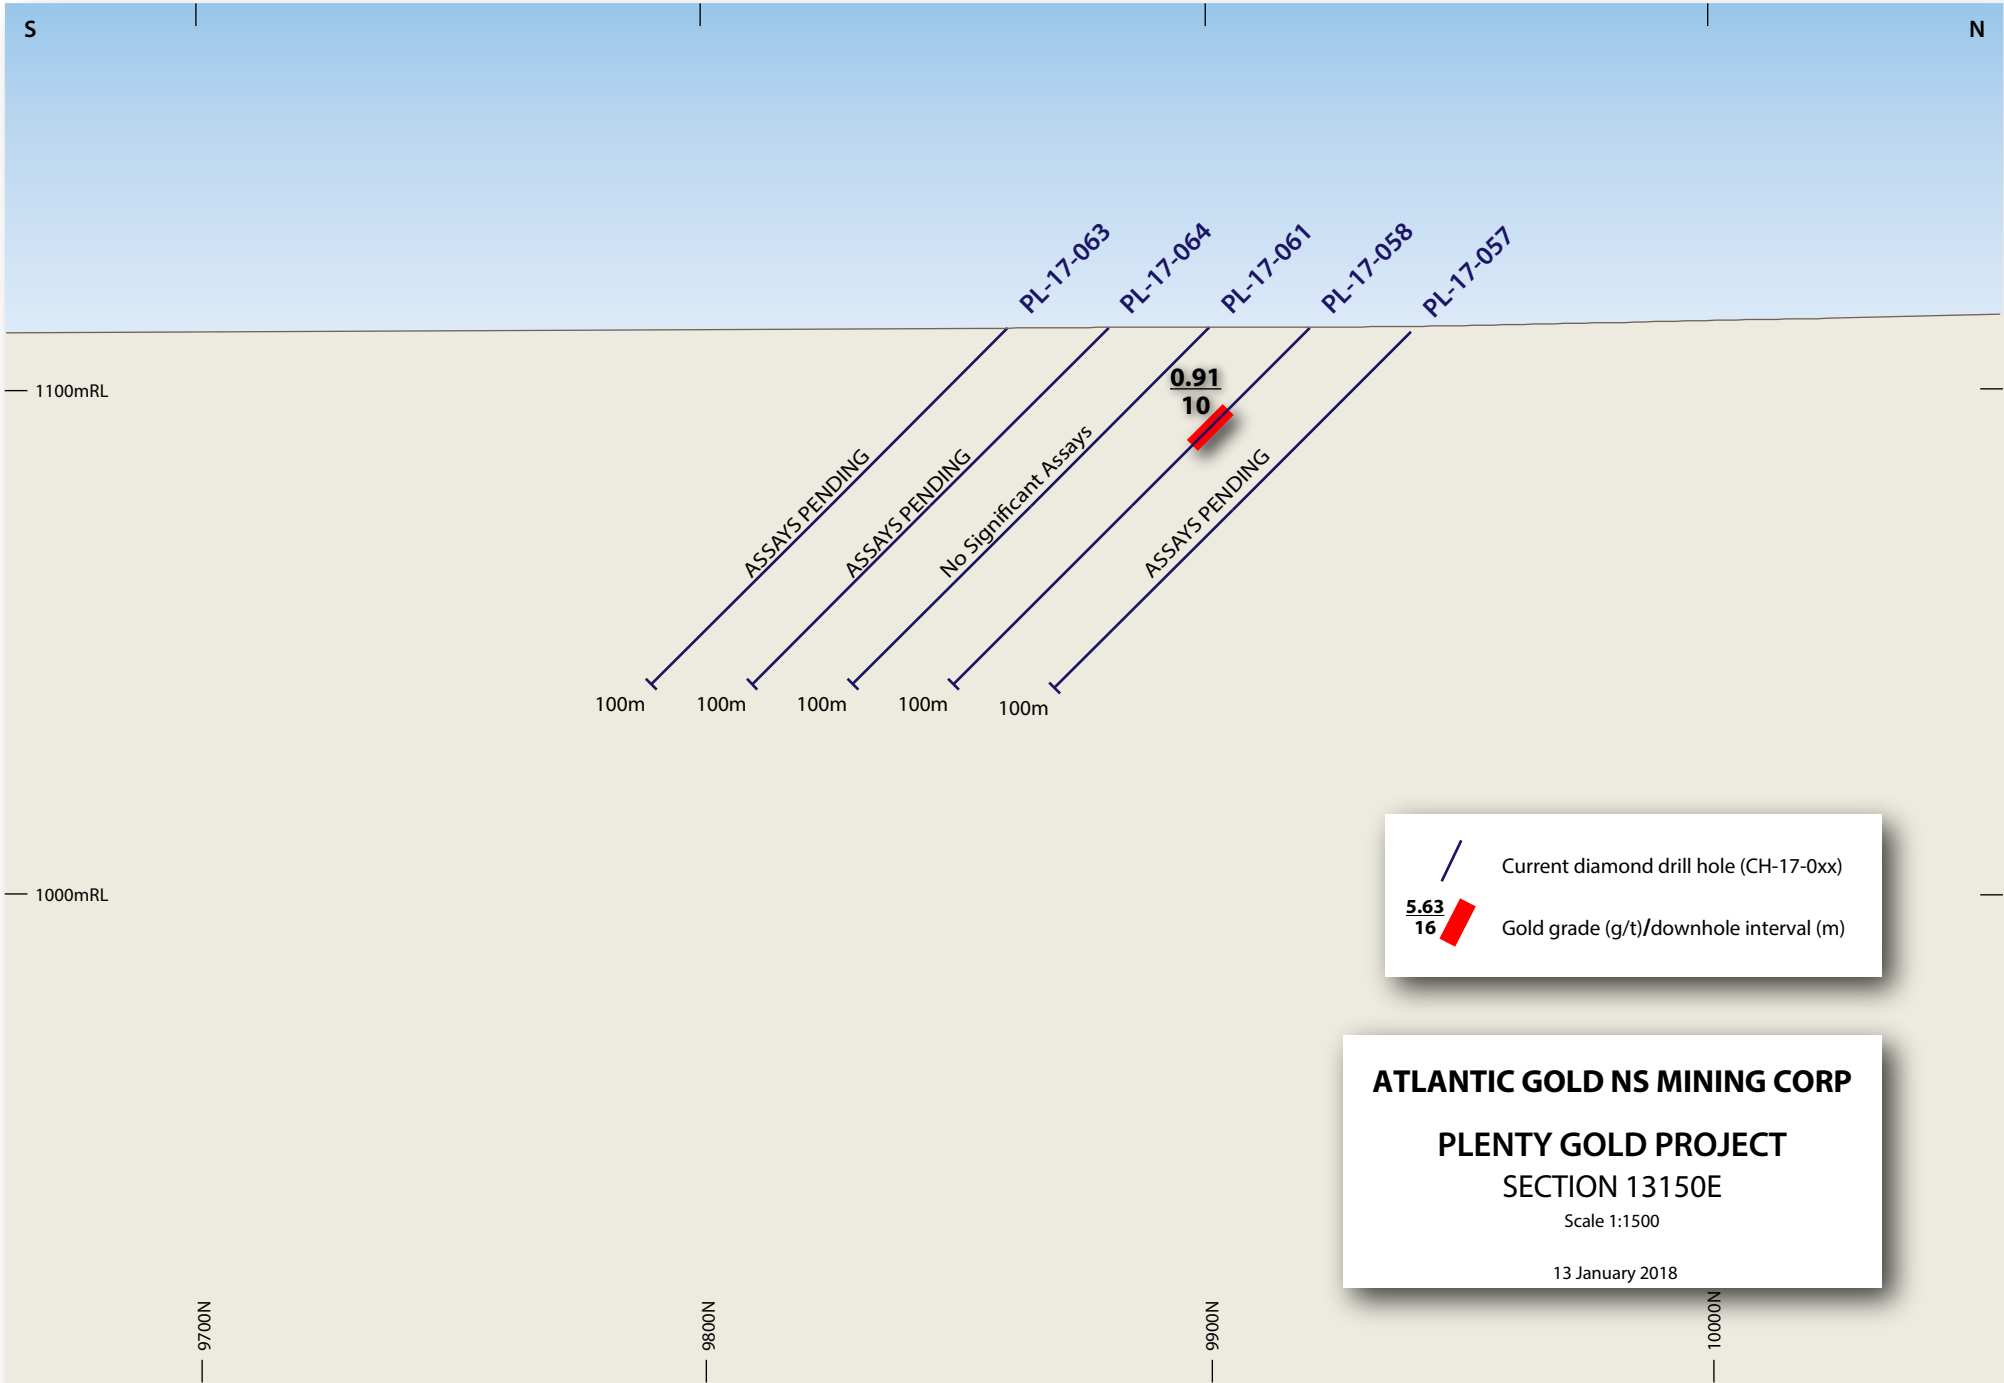 S
N
PL-17-063
PL-17-064
PL-17-061
PL-17-058
PL-17-057
1100mRL
0.91
10
ASSAYS PENDING
ASSAYS PENDING
No Significant Assays
ASSAYS PENDING
100m
100m
100m
100m
100m
1000mRL
Current diamond drill hole (CH-17-0xx)
5.63
16
Gold grade (g/t)/downhole interval (m)
ATLANTIC GOLD NS MINING CORP
PLENTY GOLD PROJECT
SECTION 13150E
Scale 1:1500
13 January 2018
9700N
9800N
9900N
10000N